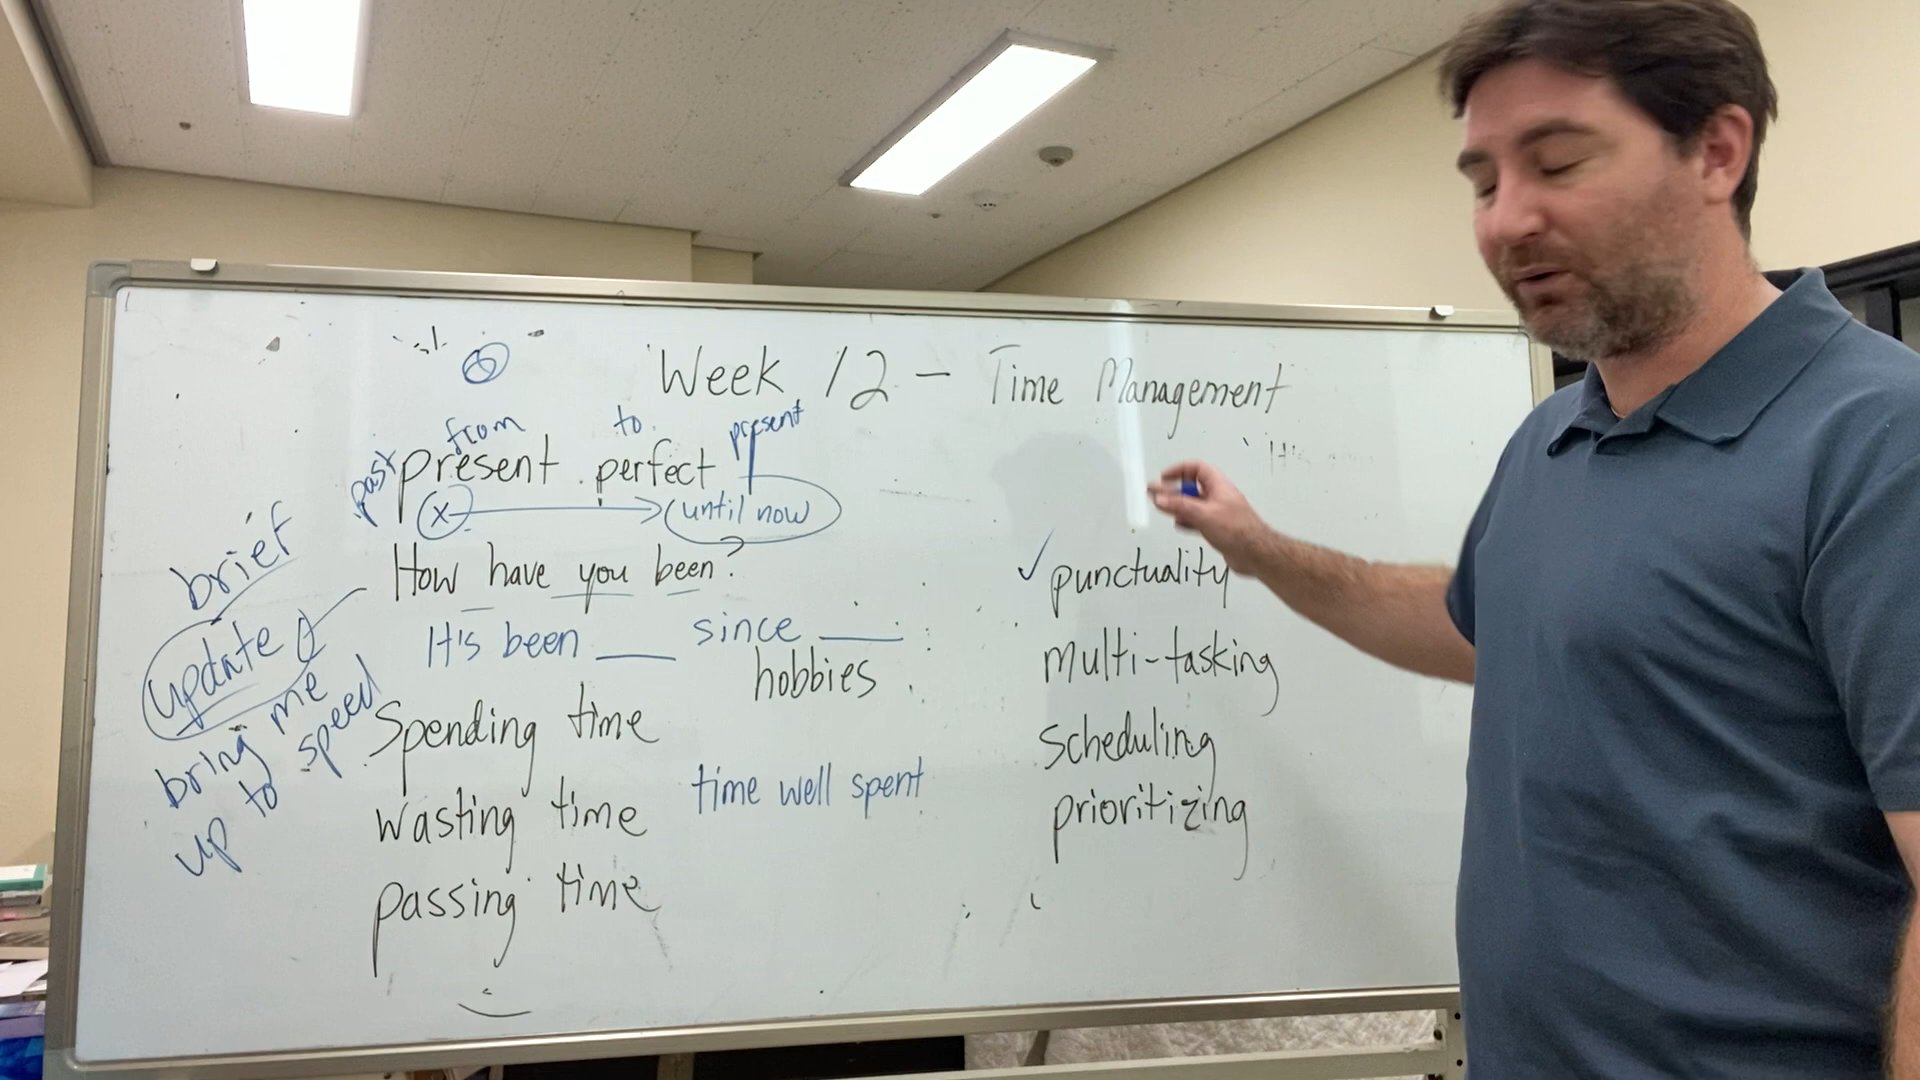 Week 12 - Time Management
from to present
past present perfect
x until now
How have you been?
It's been ___ since ___
hobbies
Spending time
wasting time
time well spent
passing time
brief
update
bring me
up to speed
It's
✓ punctuality
multi-tasking
scheduling
prioritizing